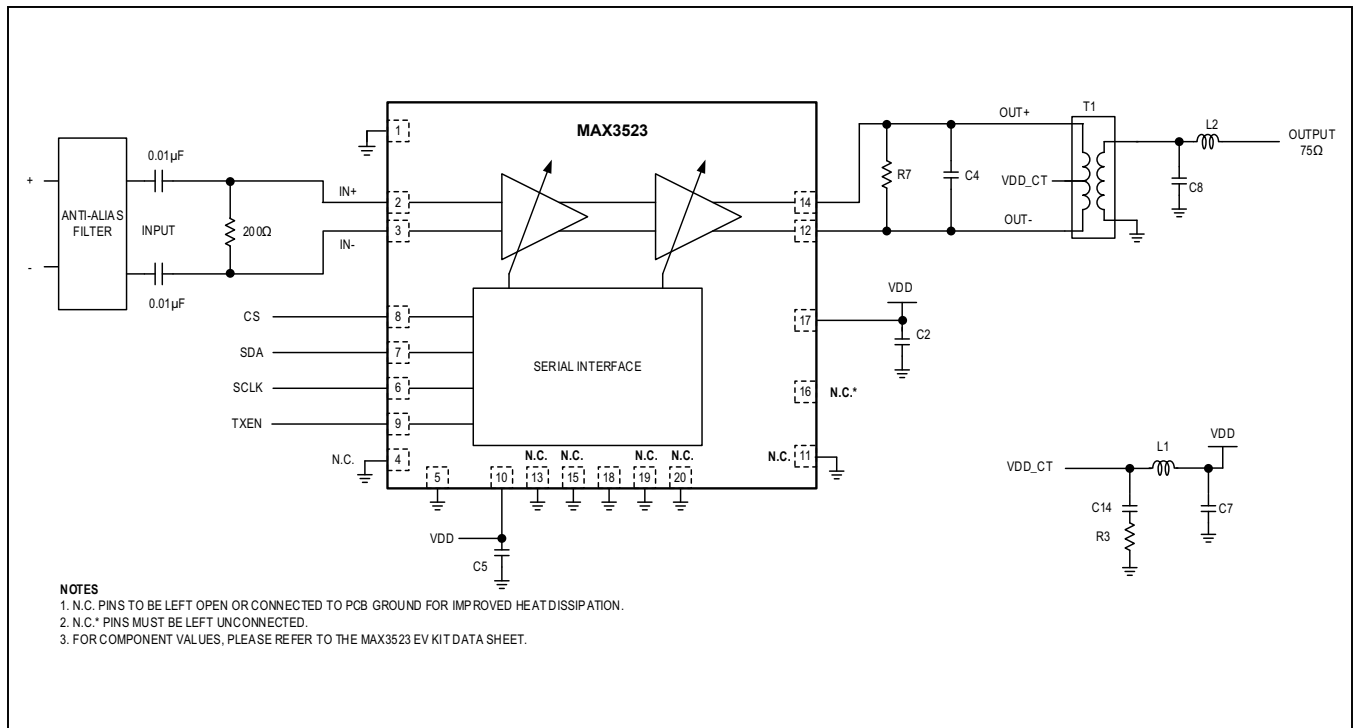 MAX3523
T1
L2
OUT+
OUTPUT
75Ω
0.01µF
IN+
+
ANTI-ALIAS
FILTER
INPUT
200Ω
IN-
-
0.01µF
1
2
3
14
12
R7
C4
VDD_CT
OUT-
C8
VDD
17
C2
CS
8
SDA
7
SCLK
6
TXEN
9
SERIAL INTERFACE
16
N.C.*
N.C.
4
N.C.
N.C.
N.C.
N.C.
N.C.
11
5
10
13
15
18
19
20
VDD
C5
VDD_CT
L1
VDD
C14
R3
C7
NOTES
1. N.C. PINS TO BE LEFT OPEN OR CONNECTED TO PCB GROUND FOR IMPROVED HEAT DISSIPATION.
2. N.C.* PINS MUST BE LEFT UNCONNECTED.
3. FOR COMPONENT VALUES, PLEASE REFER TO THE MAX3523 EV KIT DATA SHEET.